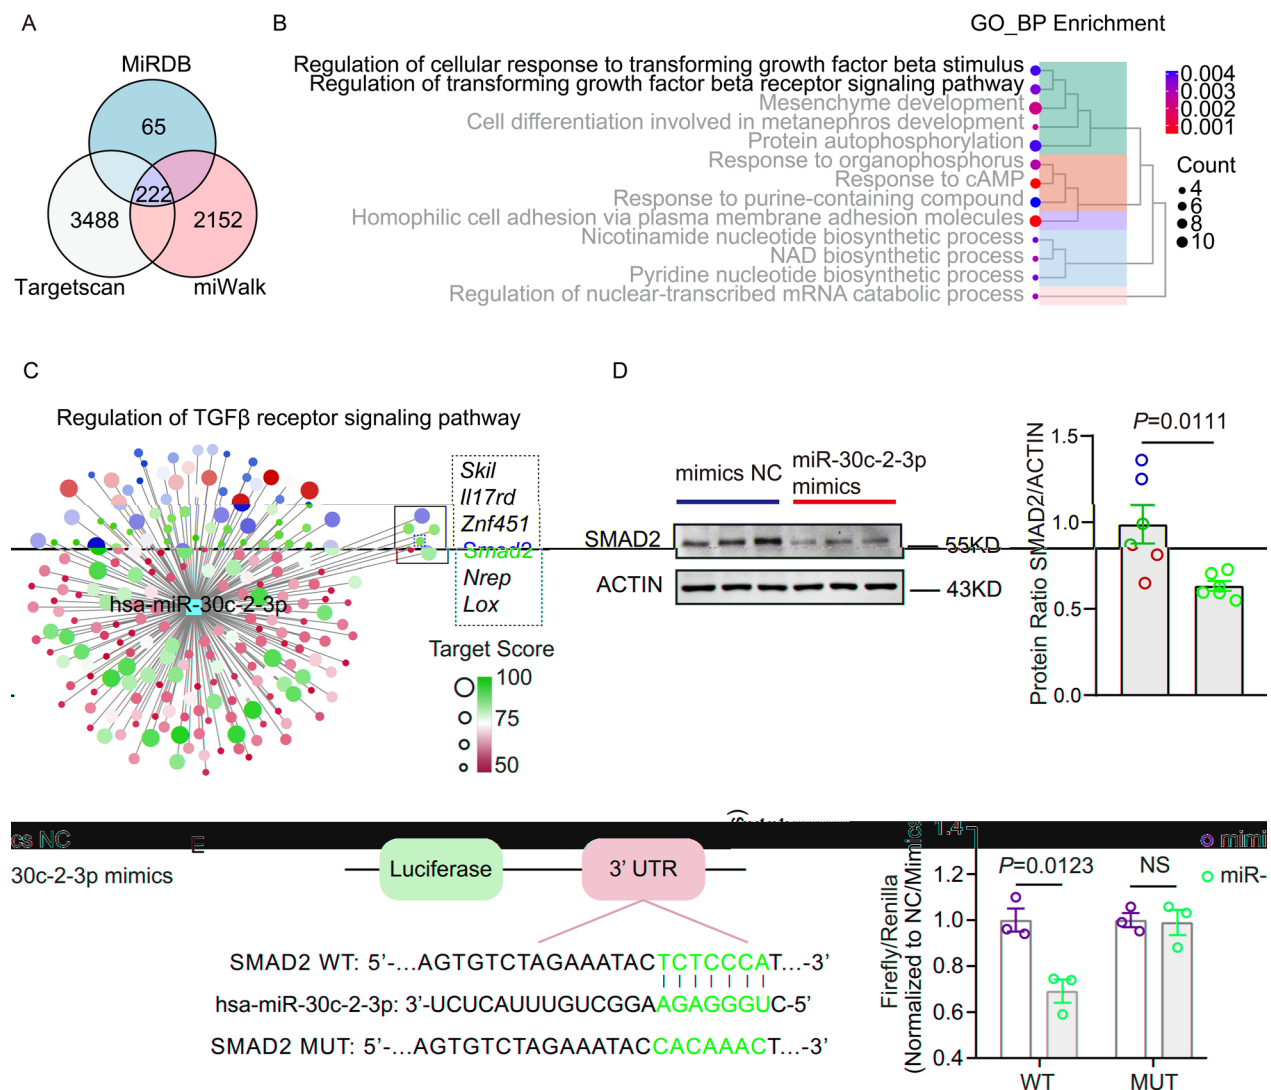 A
MiRDB
65
222
3488
2152
Targetscan
miWalk
B
GO_BP Enrichment
Regulation of cellular response to transforming growth factor beta stimulus
Regulation of transforming growth factor beta receptor signaling pathway
Mesenchyme development
Cell differentiation involved in metanephros development
Protein autophosphorylation
Response to organophosphorus
Response to cAMP
Response to purine-containing compound
Homophilic cell adhesion via plasma membrane adhesion molecules
Nicotinamide nucleotide biosynthetic process
NAD biosynthetic process
Pyridine nucleotide biosynthetic process
Regulation of nuclear-transcribed mRNA catabolic process
0.004
0.003
0.002
0.001
Count
4
6
8
10
C
Regulation of TGFβ receptor signaling pathway
hsa-miR-30c-2-3p
Skil
Il17rd
Znf451
Smad2
Nrep
Lox
Target Score
100
75
50
D
mimics NC
miR-30c-2-3p
mimics
SMAD2
55KD
ACTIN
43KD
Protein Ratio SMAD2/ACTIN
1.5
1.0
0.5
0.0
P=0.0111
cs NC
30c-2-3p mimics
E
Luciferase
3’ UTR
SMAD2 WT: 5’-...AGTGTCTAGAAATACTCTCCCAT...-3’
hsa-miR-30c-2-3p: 3’-UCUCAUUUGUCGGAAGAGGGUC-5’
SMAD2 MUT: 5’-...AGTGTCTAGAAATACCACAAACT...-3’
Firefly/Renilla
(Normalized to NC/Mimics
1.4
1.2
1.0
0.8
0.6
0.4
P=0.0123
NS
WT
MUT
mimi
miR-